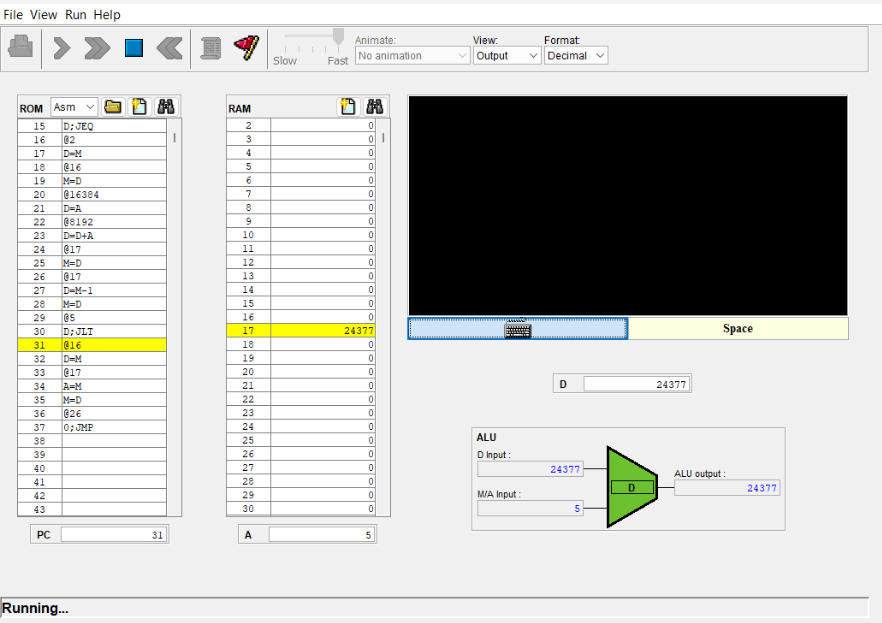 File View Run Help
Animate: View: Format:
Slow Fast No animation Output Decimal
ROM Asm
15 D;JEQ
16 @2
17 D=M
18 @16
19 M=D
20 @16384
21 D=A
22 @8192
23 D=D+A
24 @17
25 M=D
26 @17
27 D=M-1
28 M=D
29 @5
30 D;JLT
31 @16
32 D=M
33 @17
34 A=M
35 M=D
36 @26
37 0;JMP
38
39
40
41
42
43
PC 31
RAM
2 0
3 0
4 0
5 0
6 0
7 0
8 0
9 0
10 0
11 0
12 0
13 0
14 0
15 0
16 0
17 24377
18 0
19 0
20 0
21 0
22 0
23 0
24 0
25 0
26 0
27 0
28 0
29 0
30 0
A 5
Space
D 24377
ALU
D Input :
24377
M/A Input :
5
D
ALU output :
24377
Running...